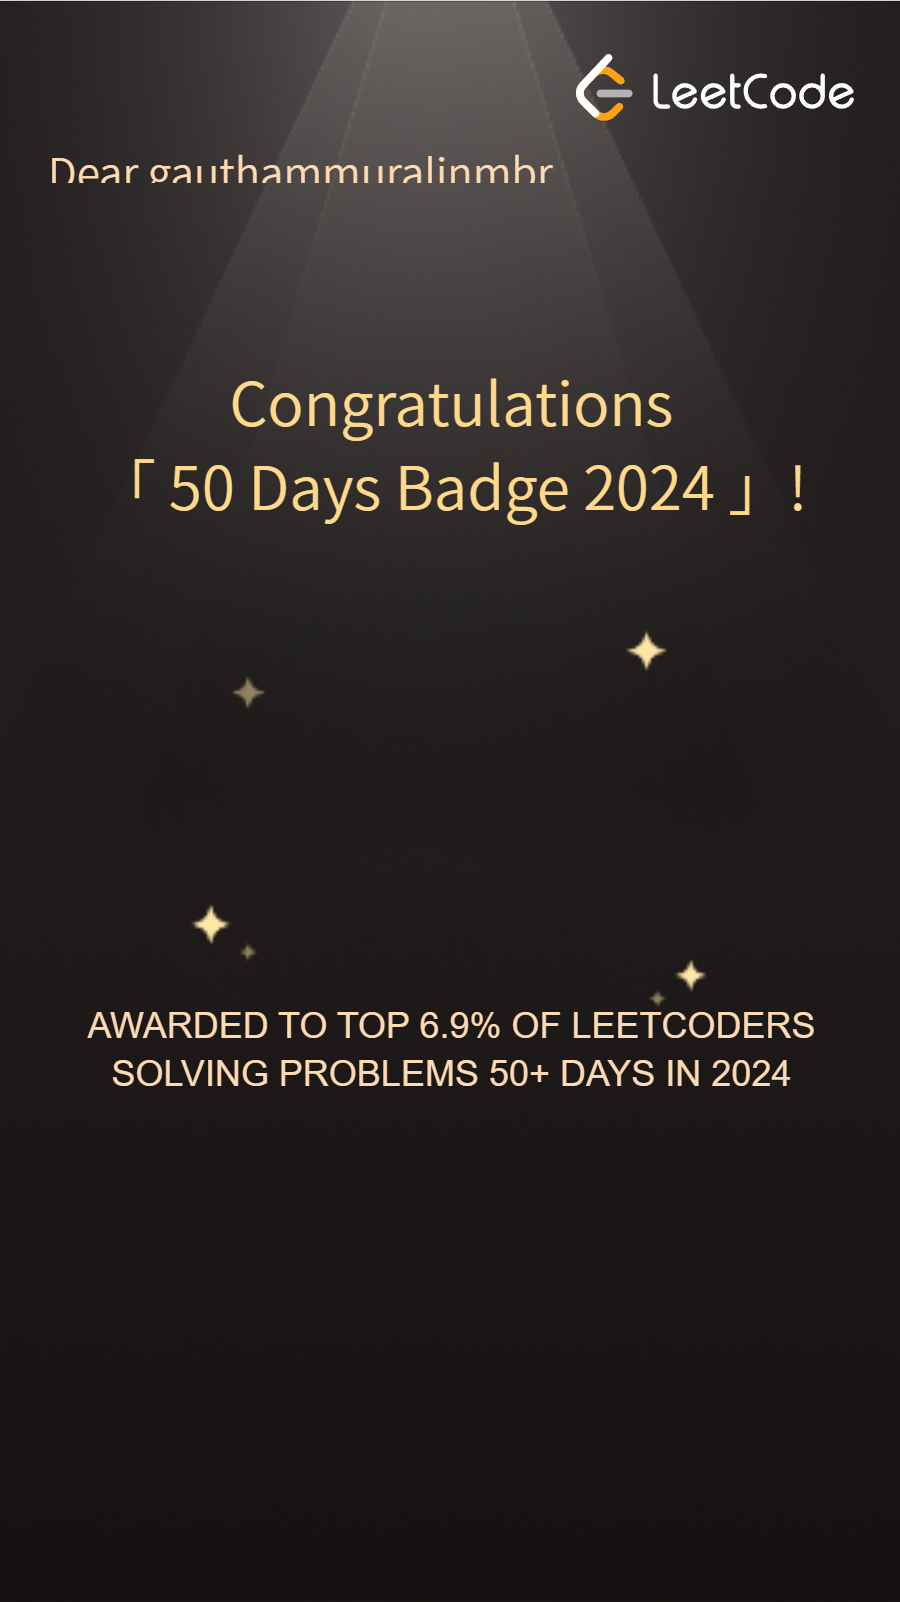 LeetCode
Dear gauthammuralinmbr
Congratulations
「 50 Days Badge 2024 」!
AWARDED TO TOP 6.9% OF LEETCODERS
SOLVING PROBLEMS 50+ DAYS IN 2024